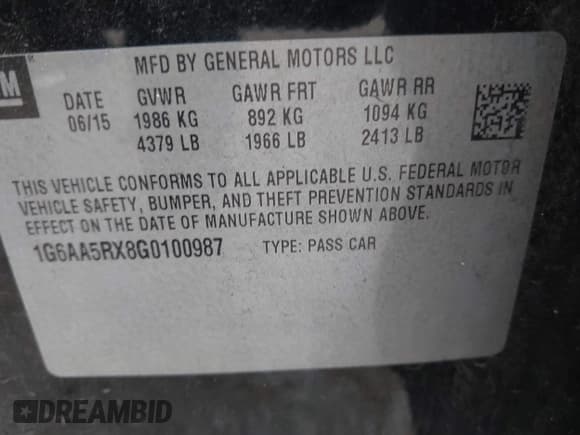 GM ®
MFD BY GENERAL MOTORS LLC
DATE GVWR GAWR FRT GAWR RR
06/15 1986 KG 892 KG 1094 KG
4379 LB 1966 LB 2413 LB
THIS VEHICLE CONFORMS TO ALL APPLICABLE U.S. FEDERAL MOTOR
VEHICLE SAFETY, BUMPER, AND THEFT PREVENTION STANDARDS IN
EFFECT ON THE DATE OF MANUFACTURE SHOWN ABOVE.
1G6AA5RX8G0100987 TYPE: PASS CAR
DREAMBID